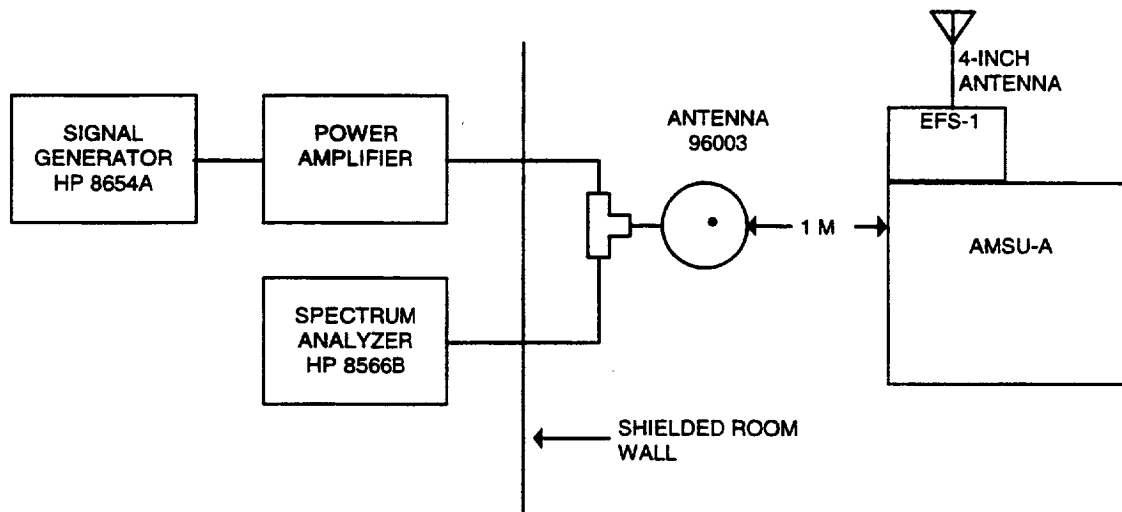 SIGNAL
GENERATOR
HP 8654A
POWER
AMPLIFIER
SPECTRUM
ANALYZER
HP 8566B
SHIELDED ROOM
WALL
ANTENNA
96003
1 M
4-INCH
ANTENNA
EFS-1
AMSU-A